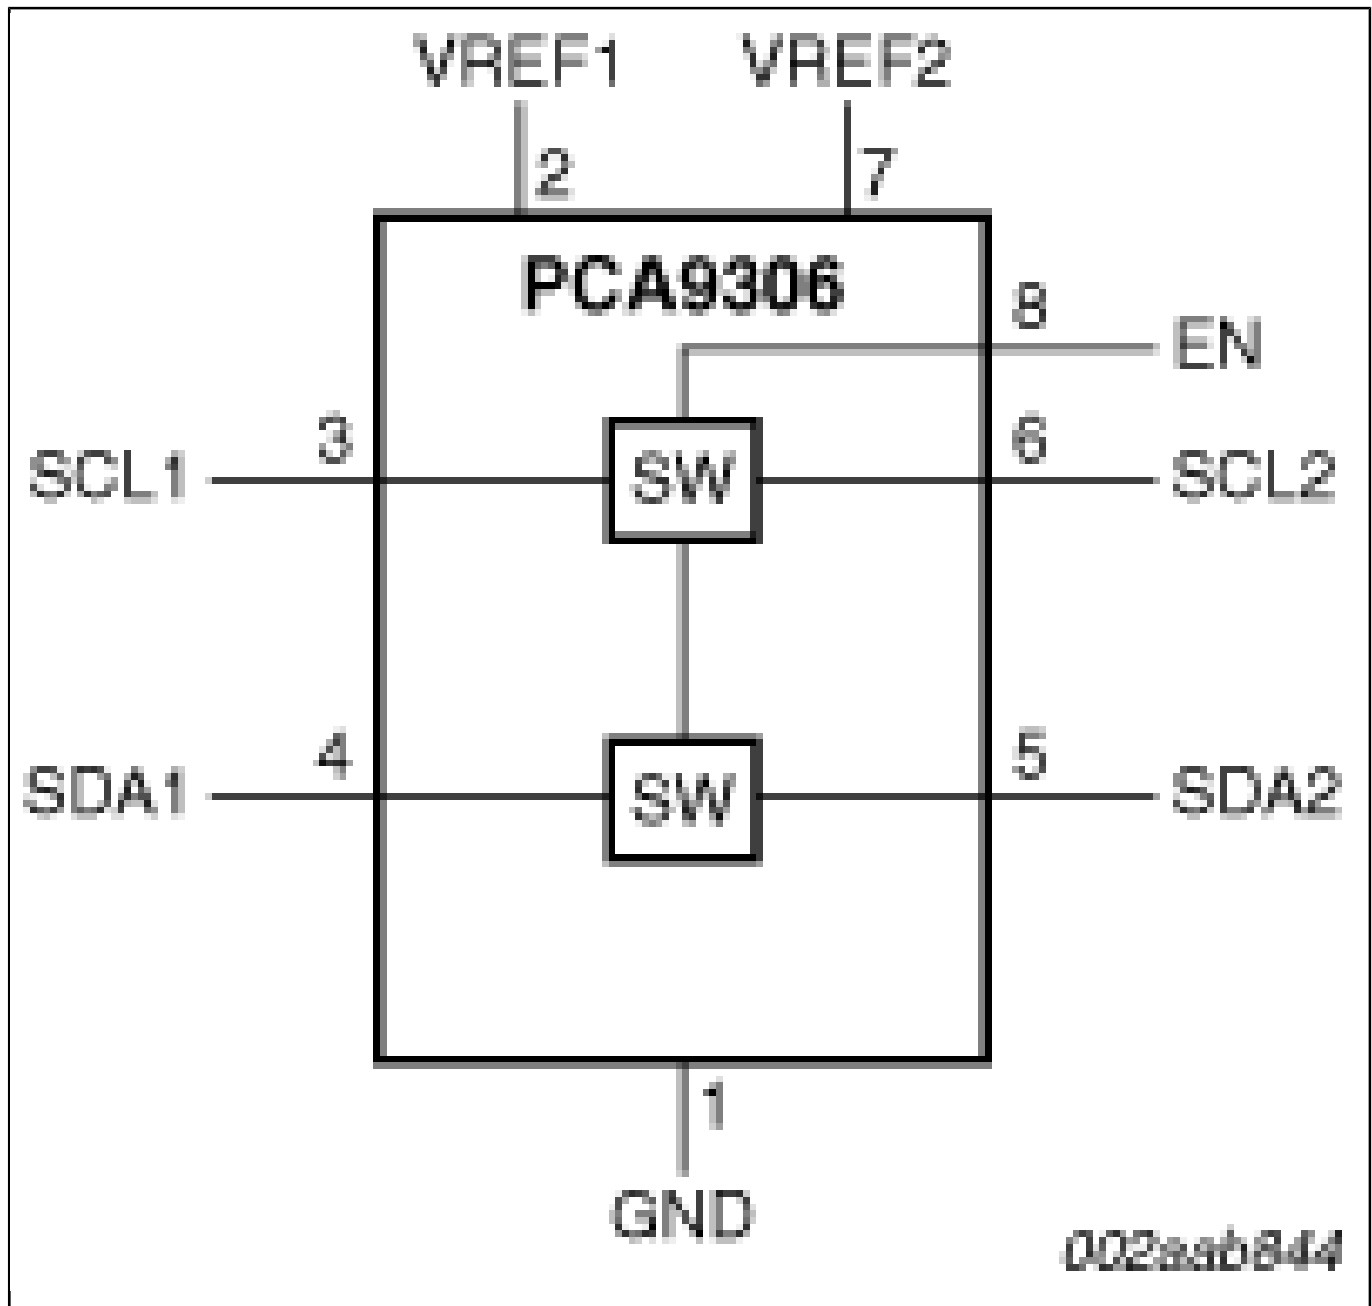 VREF1 VREF2
2 7
PCA9306
8
EN
3 6
SCL1 SW SCL2
4 5
SDA1 SW SDA2
1
GND
002aab844